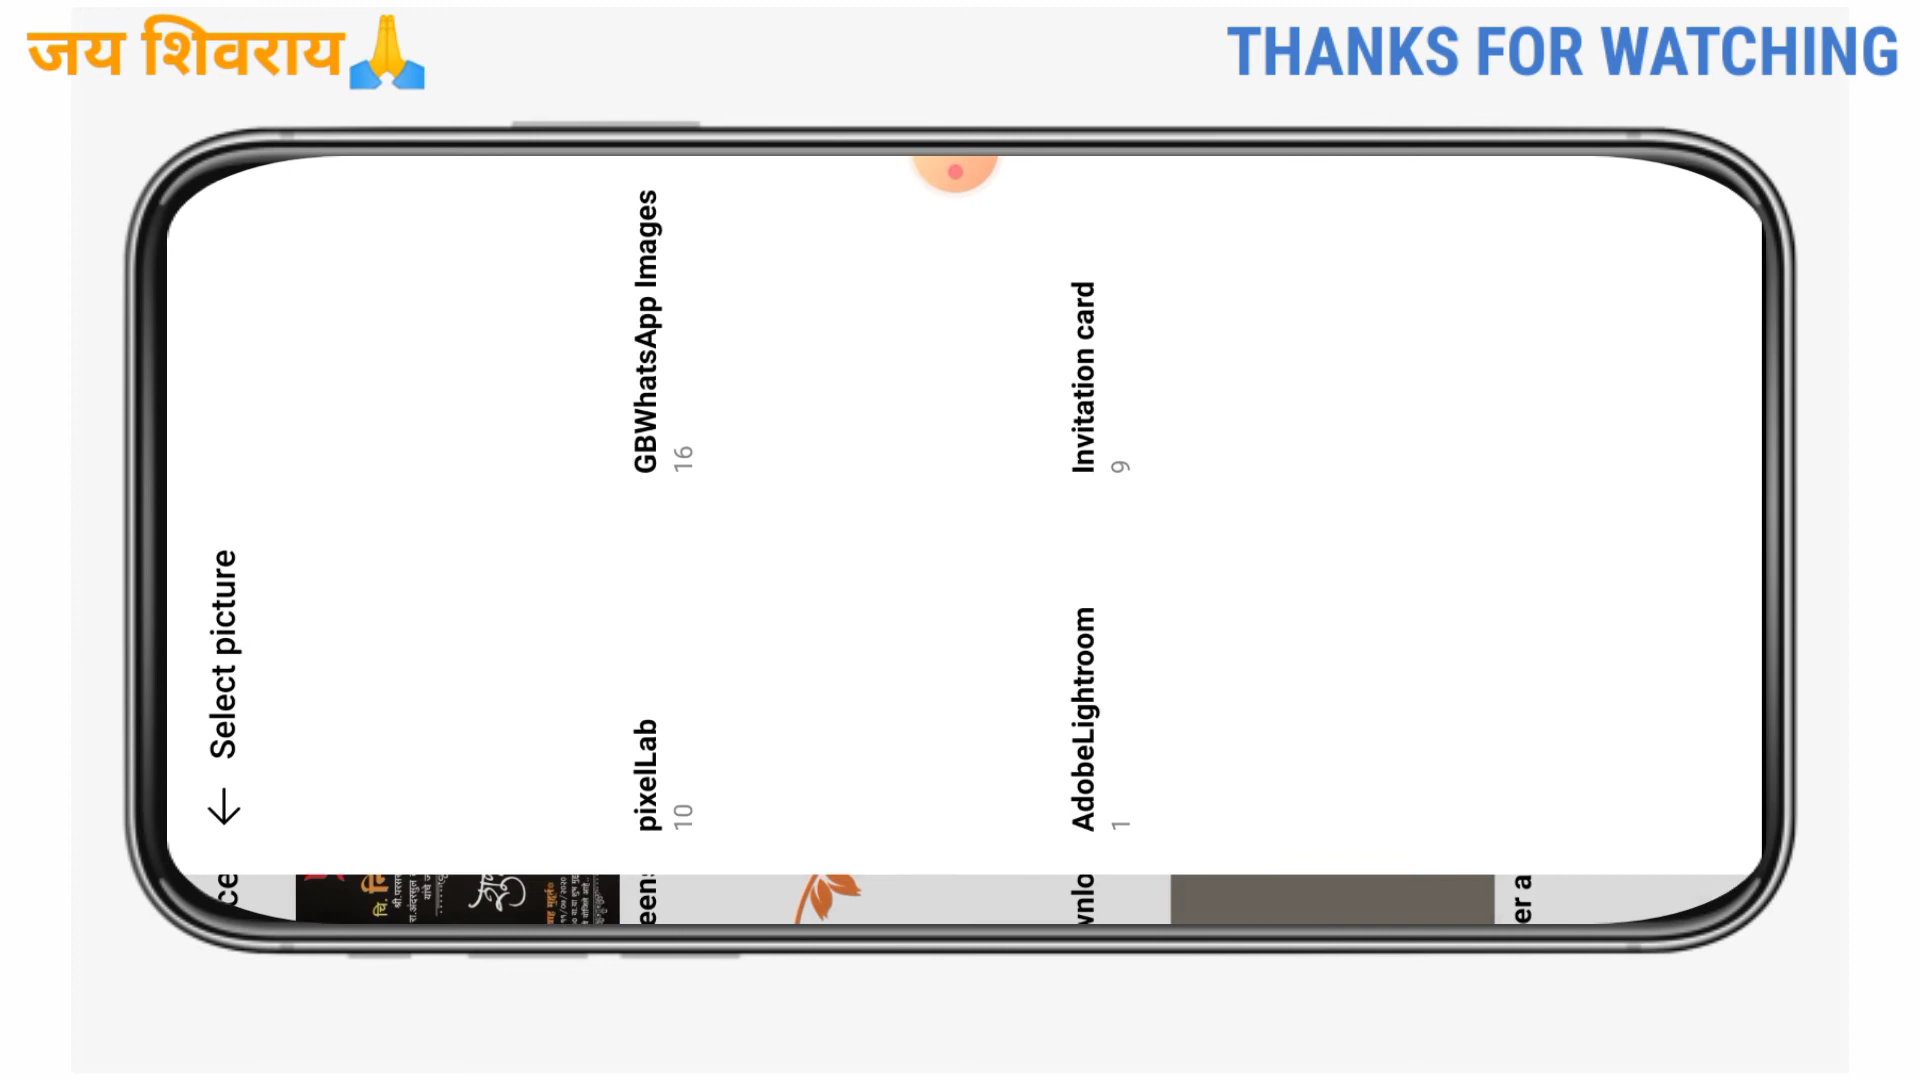 जय शिवराय🙏
THANKS FOR WATCHING
Select picture
pixelLab
10
GBWhatsApp Images
16
AdobeLightroom
1
Invitation card
9